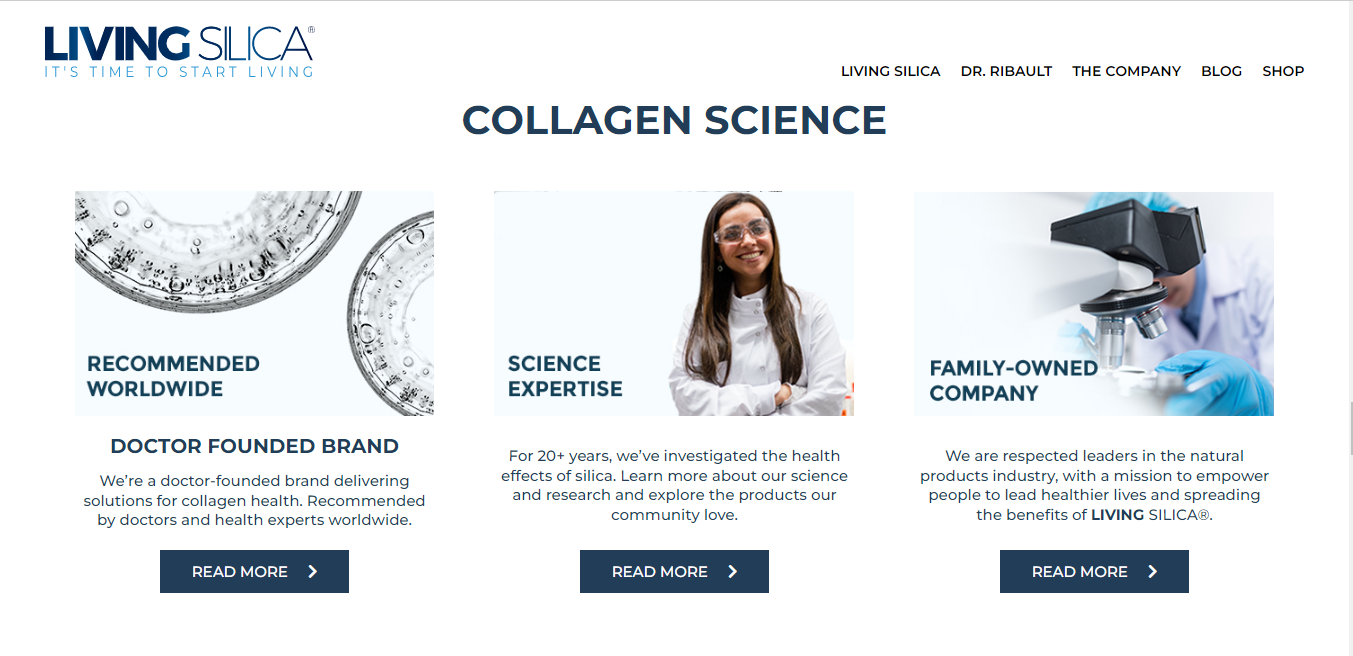 LIVING SILICA®
IT'S TIME TO START LIVING
LIVING SILICA DR. RIBAULT THE COMPANY BLOG SHOP
COLLAGEN SCIENCE
RECOMMENDED
WORLDWIDE
DOCTOR FOUNDED BRAND
We're a doctor-founded brand delivering
solutions for collagen health. Recommended
by doctors and health experts worldwide.
READ MORE
SCIENCE
EXPERTISE
For 20+ years, we've investigated the health
effects of silica. Learn more about our science
and research and explore the products our
community love.
READ MORE
FAMILY-OWNED
COMPANY
We are respected leaders in the natural
products industry, with a mission to empower
people to lead healthier lives and spreading
the benefits of LIVING SILICA®.
READ MORE